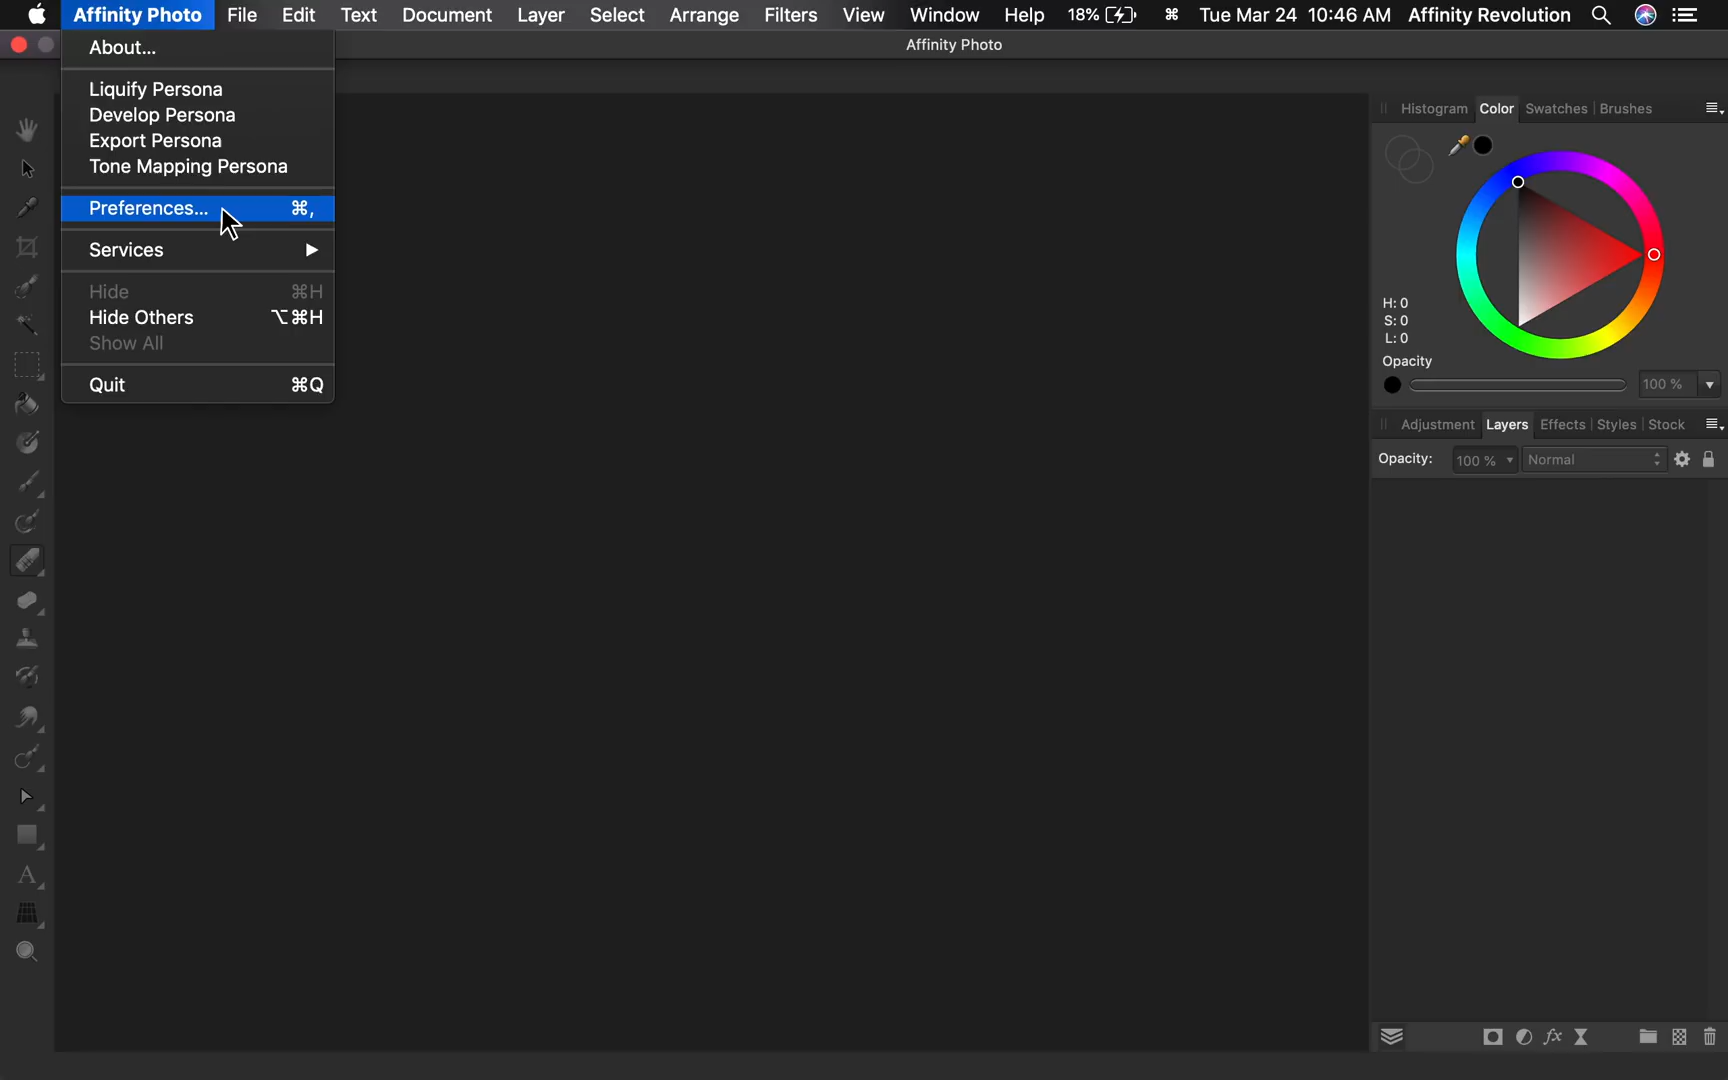 Affinity Photo File Edit Text Document Layer Select Arrange Filters View Window Help 18% ⌘ Tue Mar 24 10:46 AM Affinity Revolution
Affinity Photo
About...
Liquify Persona
Develop Persona
Export Persona
Tone Mapping Persona
Preferences... ⌘,
Services ▶
Hide ⌘H
Hide Others ⌥⌘H
Show All
Quit ⌘Q
Histogram Color Swatches Brushes
H: 0
S: 0
L: 0
Opacity
100 %
Adjustment Layers Effects Styles Stock
Opacity: 100 % Normal
A
fx